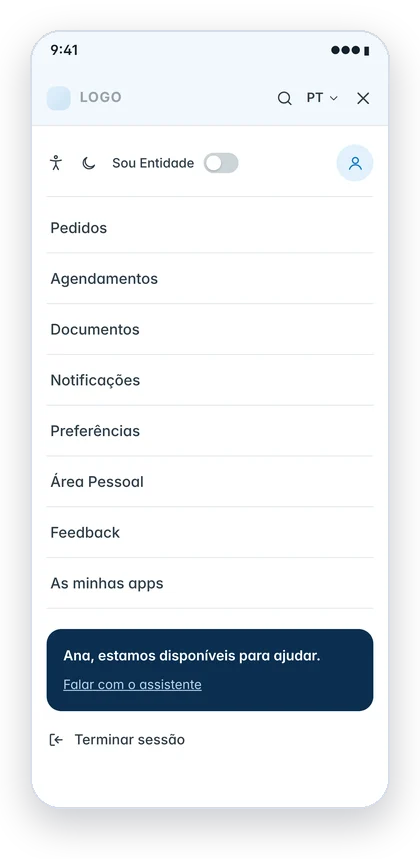 9:41
LOGO
PT
Sou Entidade
Pedidos
Agendamentos
Documentos
Notificações
Preferências
Área Pessoal
Feedback
As minhas apps
Ana, estamos disponíveis para ajudar.
Falar com o assistente
Terminar sessão